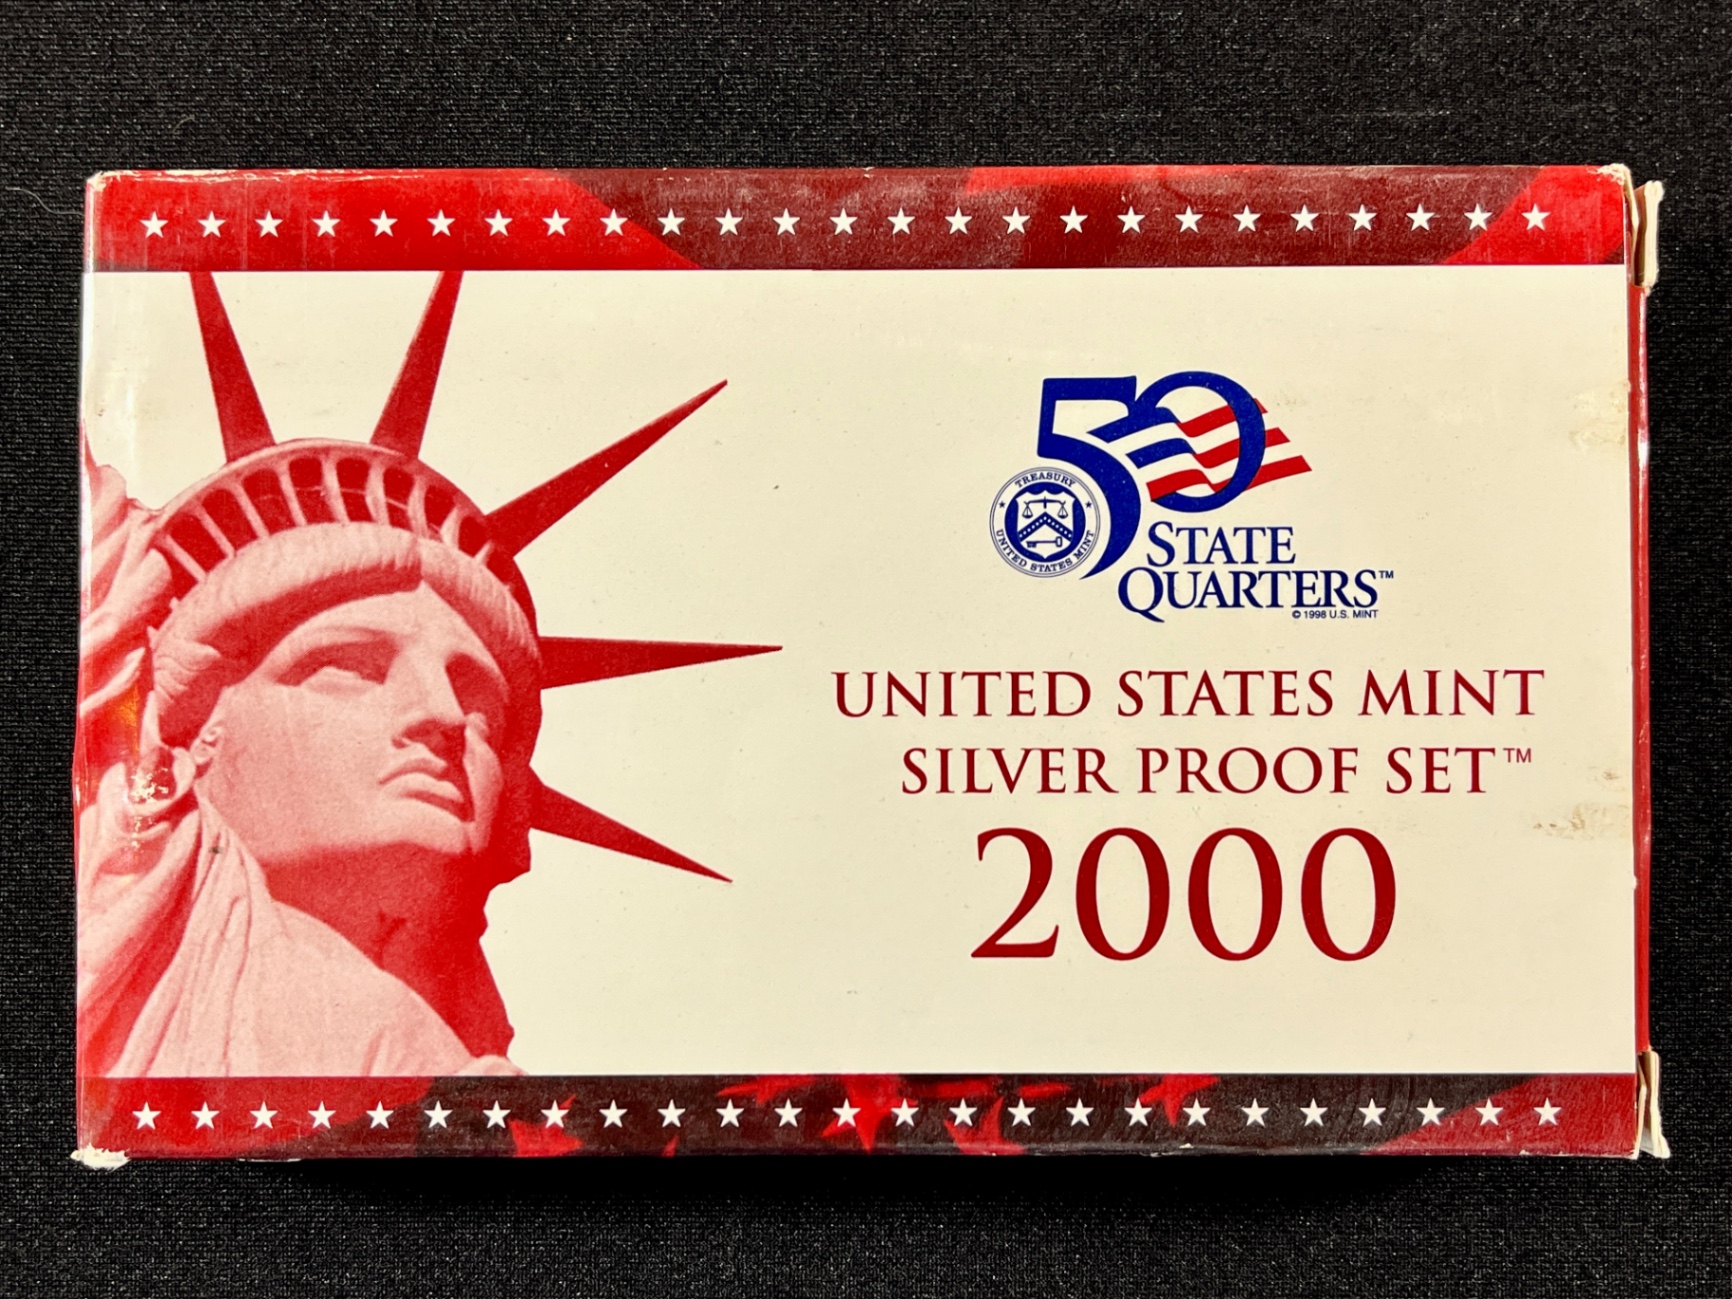 50
STATE
QUARTERS™
© 1998 U.S. MINT
TREASURY
UNITED STATES MINT
UNITED STATES MINT
SILVER PROOF SET™
2000